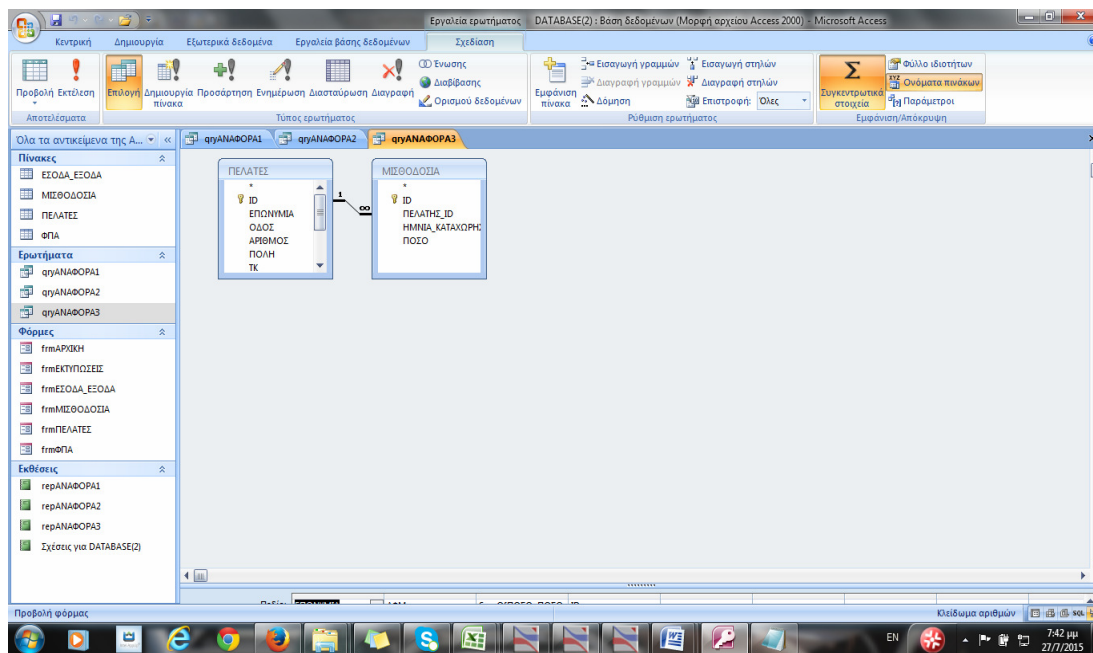 Εργαλεία ερωτήματος DATABASE(2) : Βάση δεδομένων (Μορφή αρχείου Access 2000) - Microsoft Access
Κεντρική Δημιουργία Εξωτερικά δεδομένα Εργαλεία βάσης δεδομένων Σχεδίαση
Προβολή Εκτέλεση Επιλογή Δημιουργία πίνακα Προσάρτηση Ενημέρωση Διασταύρωση Διαγραφή
Ένωσης
Διαβίβασης
Ορισμού δεδομένων
Εμφάνιση πίνακα
Εισαγωγή γραμμών Εισαγωγή στηλών
Διαγραφή γραμμών Διαγραφή στηλών
Δόμηση Επιστροφή: Όλες
Συγκεντρωτικά στοιχεία
Φύλλο ιδιοτήτων
Ονόματα πινάκων
Παράμετροι
Αποτελέσματα Τύπος ερωτήματος Ρύθμιση ερωτήματος Εμφάνιση/Απόκρυψη
Όλα τα αντικείμενα της A... «
qryΑΝΑΦΟΡΑ1 qryΑΝΑΦΟΡΑ2 qryΑΝΑΦΟΡΑ3
Πίνακες
ΕΣΟΔΑ_ΕΞΟΔΑ
ΜΙΣΘΟΔΟΣΙΑ
ΠΕΛΑΤΕΣ
ΦΠΑ
Ερωτήματα
qryΑΝΑΦΟΡΑ1
qryΑΝΑΦΟΡΑ2
qryΑΝΑΦΟΡΑ3
Φόρμες
frmΑΡΧΙΚΗ
frmΕΚΤΥΠΩΣΕΙΣ
frmΕΣΟΔΑ_ΕΞΟΔΑ
frmΜΙΣΘΟΔΟΣΙΑ
frmΠΕΛΑΤΕΣ
frmΦΠΑ
Εκθέσεις
repΑΝΑΦΟΡΑ1
repΑΝΑΦΟΡΑ2
repΑΝΑΦΟΡΑ3
Σχέσεις για DATABASE(2)
ΠΕΛΑΤΕΣ
*
ID
ΕΠΩΝΥΜΙΑ
ΟΔΟΣ
ΑΡΙΘΜΟΣ
ΠΟΛΗ
ΤΚ
1 ∞
ΜΙΣΘΟΔΟΣΙΑ
*
ID
ΠΕΛΑΤΗΣ_ID
ΗΜΝΙΑ_ΚΑΤΑΧΩΡΗΣ
ΠΟΣΟ
Προβολή φόρμας Κλείδωμα αριθμών SQL
EN 7:42 μμ
27/7/2015